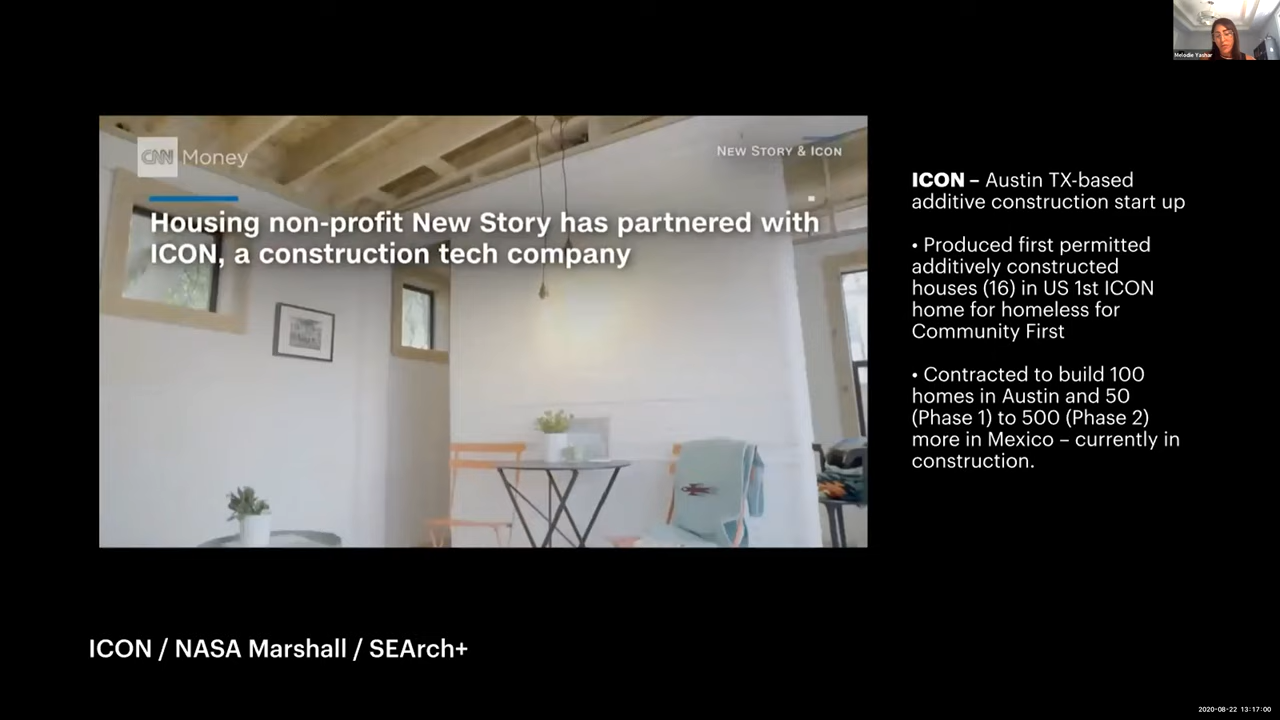 Melodie Yashar
CNN Money
NEW STORY & ICON
Housing non-profit New Story has partnered with
ICON, a construction tech company
ICON – Austin TX-based
additive construction start up
• Produced first permitted
additively constructed
houses (16) in US 1st ICON
home for homeless for
Community First
• Contracted to build 100
homes in Austin and 50
(Phase 1) to 500 (Phase 2)
more in Mexico – currently in
construction.
ICON / NASA Marshall / SEArch+
2020-08-22 13:17:00